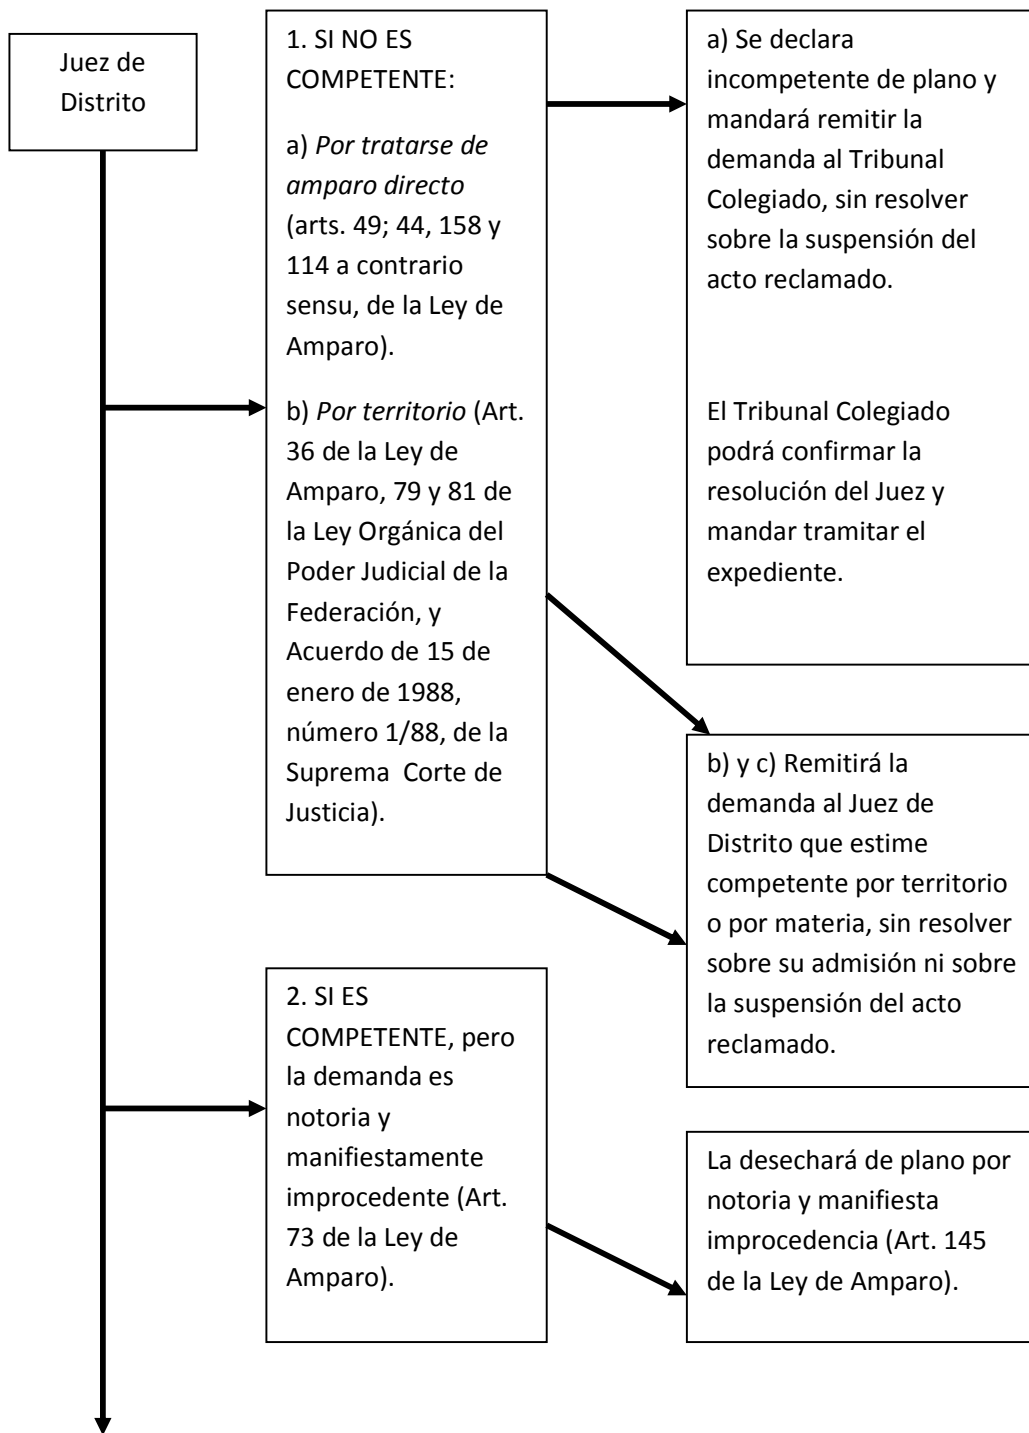 Juez de
Distrito
1. SI NO ES
COMPETENTE:
a) Por tratarse de
amparo directo
(arts. 49; 44, 158 y
114 a contrario
sensu, de la Ley de
Amparo).
b) Por territorio (Art.
36 de la Ley de
Amparo, 79 y 81 de
la Ley Orgánica del
Poder Judicial de la
Federación, y
Acuerdo de 15 de
enero de 1988,
número 1/88, de la
Suprema Corte de
Justicia).
a) Se declara
incompetente de plano y
mandará remitir la
demanda al Tribunal
Colegiado, sin resolver
sobre la suspensión del
acto reclamado.
El Tribunal Colegiado
podrá confirmar la
resolución del Juez y
mandar tramitar el
expediente.
b) y c) Remitirá la
demanda al Juez de
Distrito que estime
competente por territorio
o por materia, sin resolver
sobre su admisión ni sobre
la suspensión del acto
reclamado.
2. SI ES
COMPETENTE, pero
la demanda es
notoria y
manifiestamente
improcedente (Art.
73 de la Ley de
Amparo).
La desechará de plano por
notoria y manifiesta
improcedencia (Art. 145
de la Ley de Amparo).